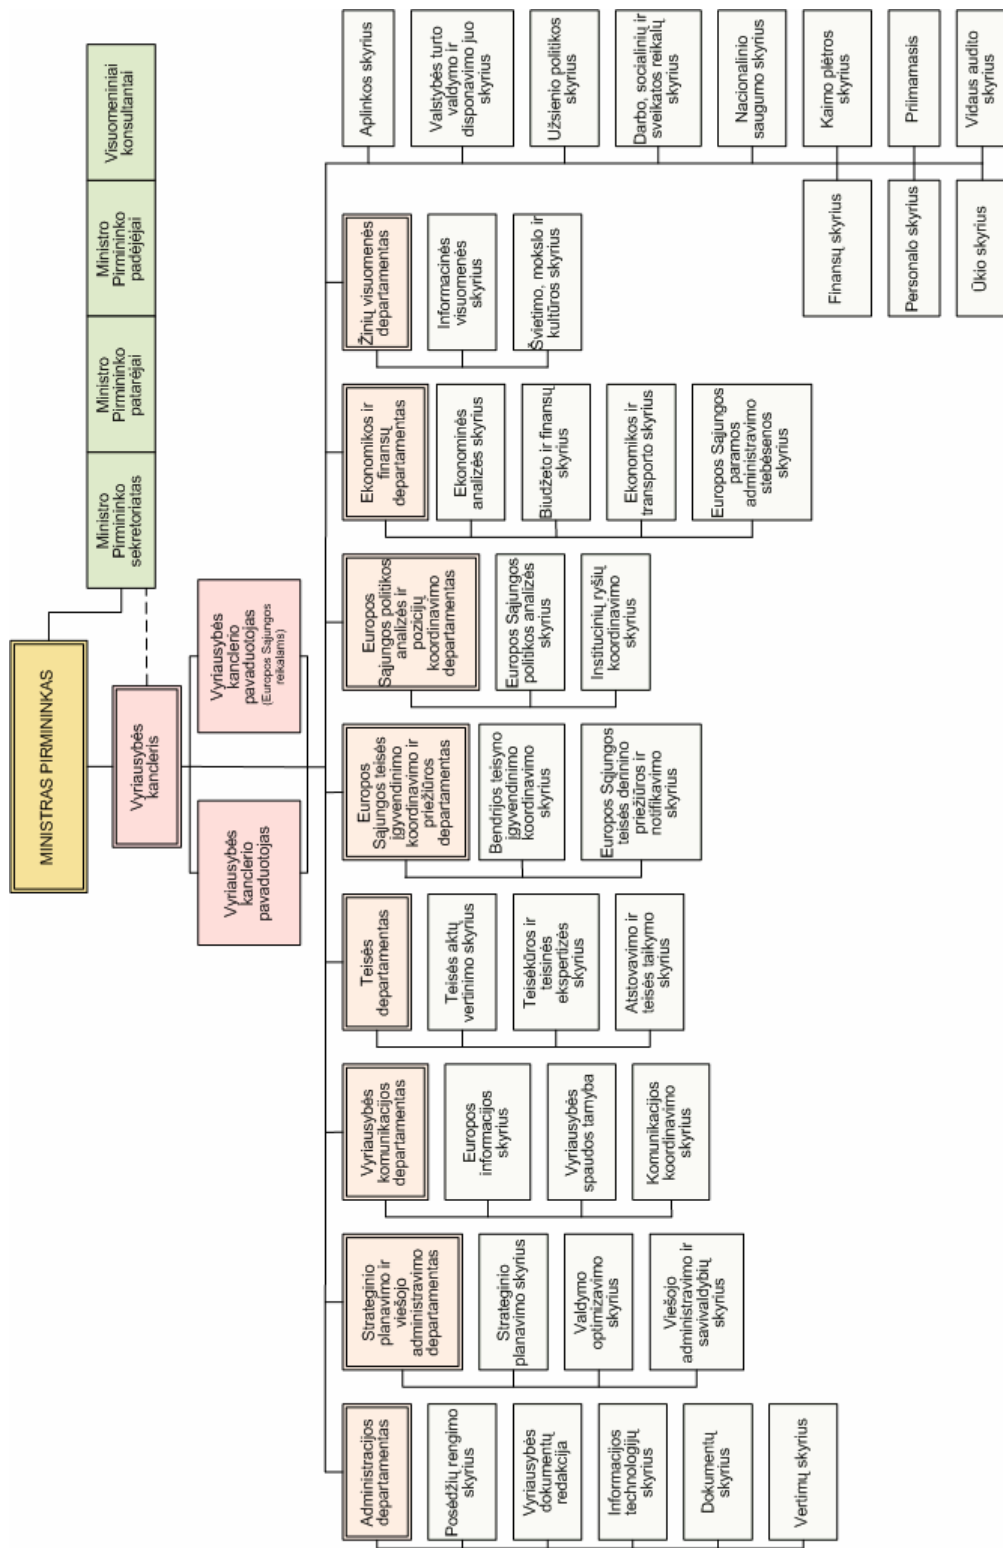 MINISTRAS PIRMININKAS
Ministro
Pirmininko
sekretoriatas
Ministro
Pirmininko
patarėjai
Ministro
Pirmininko
padėjėjai
Visuomeniniai
konsultantai
Vyriausybės
kancleris
Vyriausybės
kanclerio
pavaduotojas
Vyriausybės
kanclerio
pavaduotojas
(Europos Sąjungos
reikalams)
Administracijos
departamentas
Posėdžių rengimo
skyrius
Vyriausybės
dokumentų
redakcija
Informacijos
technologijų
skyrius
Dokumentų
skyrius
Vertimų skyrius
Strateginio
planavimo ir
viešojo
administravimo
departamentas
Strateginio
planavimo skyrius
Valdymo
optimizavimo
skyrius
Viešojo
administravimo ir
savivaldybių
skyrius
Vyriausybės
komunikacijos
departamentas
Europos
informacijos
skyrius
Vyriausybės
spaudos tarnyba
Komunikacijos
koordinavimo
skyrius
Teisės
departamentas
Teisės aktų
vertinimo skyrius
Teisėkūros ir
teisinės
ekspertizės
skyrius
Atstovavimo ir
teisės taikymo
skyrius
Europos
Sąjungos teisės
įgyvendinimo
koordinavimo ir
priežiūros
departamentas
Bendrijos teisyno
įgyvendinimo
koordinavimo
skyrius
Europos Sąjungos
teisės derinino
priežiūros ir
notifikavimo
skyrius
Europos
Sąjungos politikos
analizės ir
pozicijų
koordinavimo
departamentas
Europos Sąjungos
politikos analizės
skyrius
Institucinių ryšių
koordinavimo
skyrius
Ekonomikos ir
finansų
departamentas
Ekonominės
analizės skyrius
Biudžeto ir finansų
skyrius
Ekonomikos ir
transporto skyrius
Europos Sąjungos
paramos
administravimo
stebėsenos
skyrius
Žinių visuomenės
departamentas
Informacinės
visuomenės
skyrius
Švietimo, mokslo ir
kultūros skyrius
Aplinkos skyrius
Valstybės turto
valdymo ir
disponavimo juo
skyrius
Užsienio politikos
skyrius
Darbo, socialinių ir
sveikatos reikalų
skyrius
Nacionalinio
saugumo skyrius
Kaimo plėtros
skyrius
Priimamasis
Vidaus audito
skyrius
Finansų skyrius
Personalo skyrius
Ūkio skyrius